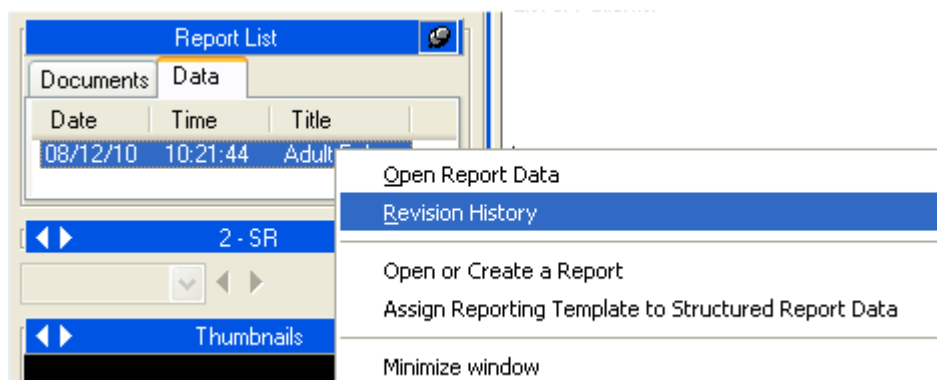 Report List
Documents Data
Date Time Title
08/12/10 10:21:44 Adult
Open Report Data
Revision History
2 - SR
Open or Create a Report
Assign Reporting Template to Structured Report Data
Thumbnails
Minimize window